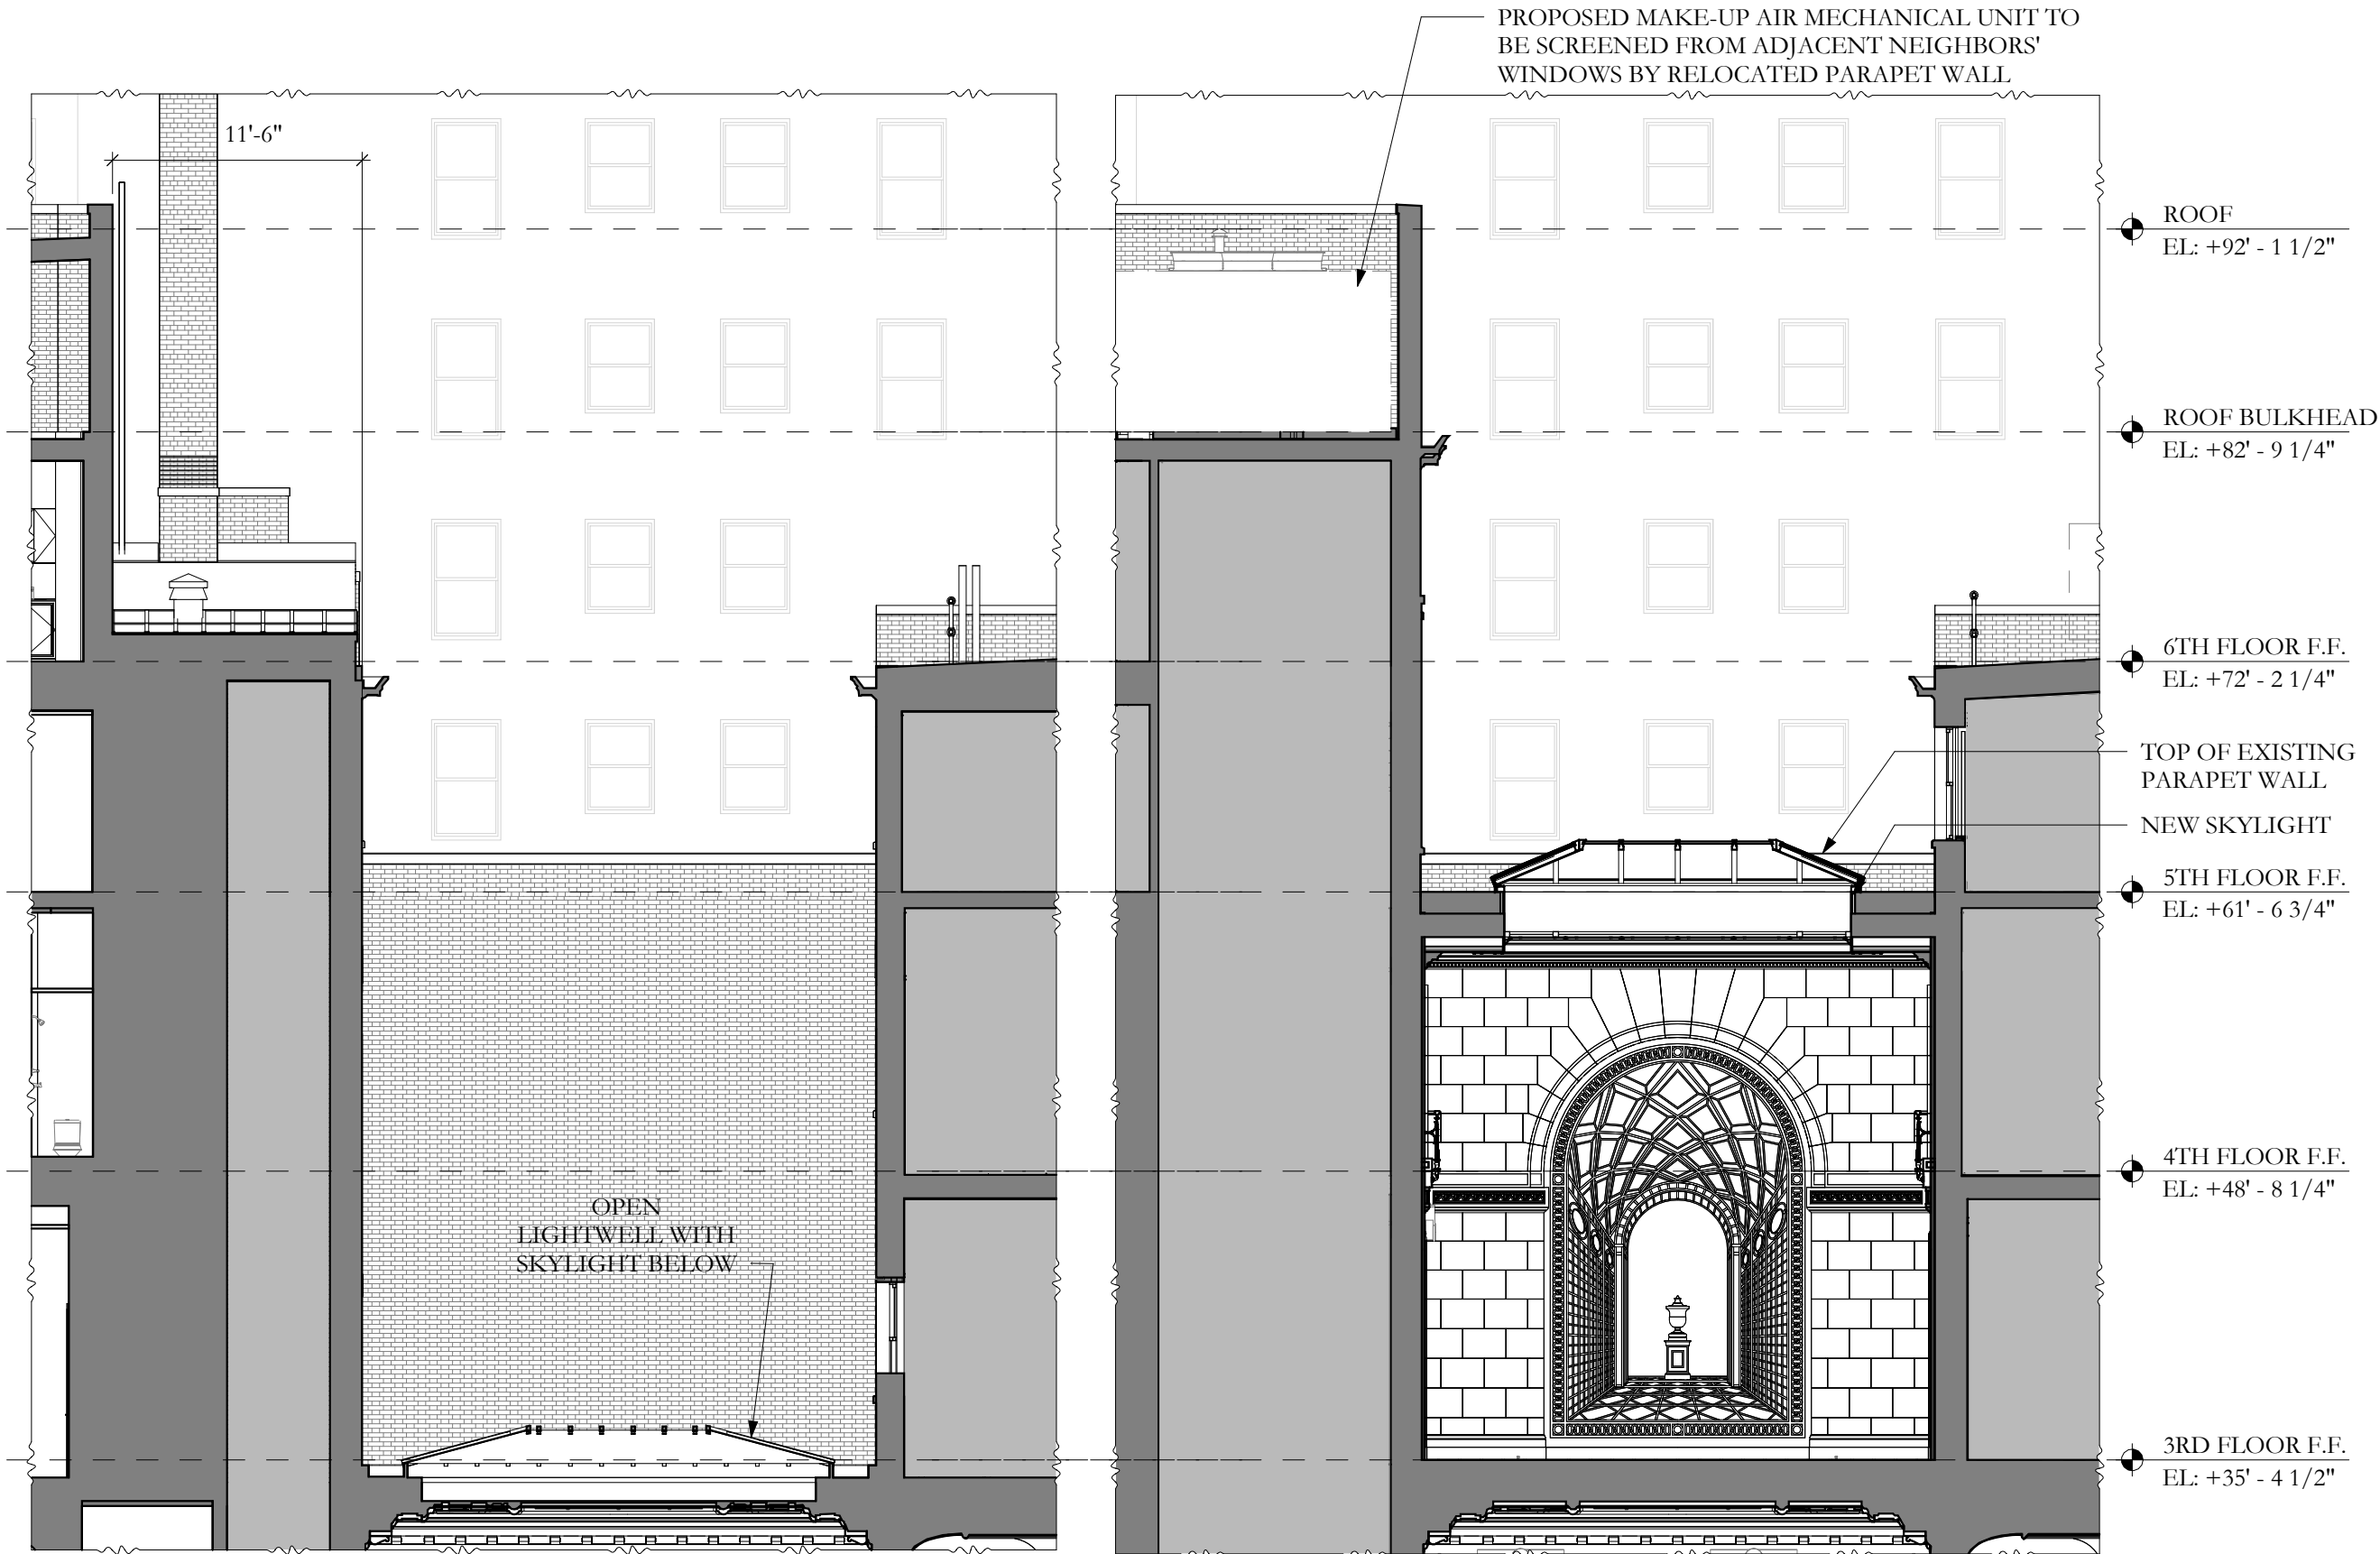 PROPOSED MAKE-UP AIR MECHANICAL UNIT TO
BE SCREENED FROM ADJACENT NEIGHBORS'
WINDOWS BY RELOCATED PARAPET WALL
11'-6"
ROOF
EL: +92' - 1 1/2"
ROOF BULKHEAD
EL: +82' - 9 1/4"
6TH FLOOR F.F.
EL: +72' - 2 1/4"
TOP OF EXISTING
PARAPET WALL
NEW SKYLIGHT
5TH FLOOR F.F.
EL: +61' - 6 3/4"
4TH FLOOR F.F.
EL: +48' - 8 1/4"
OPEN
LIGHTWELL WITH
SKYLIGHT BELOW
3RD FLOOR F.F.
EL: +35' - 4 1/2"